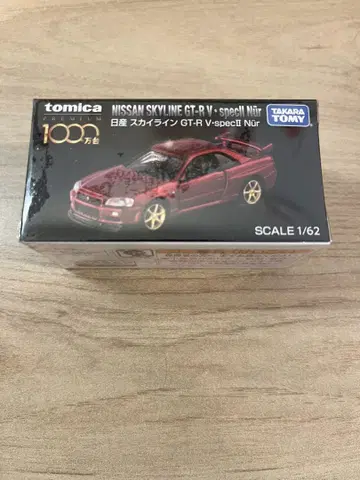 tomica
PREMIUM
1000万台
NISSAN SKYLINE GT-R V・specII Nür
日産 スカイライン GT-R V・specII Nür
TAKARA
TOMY
SCALE 1/62